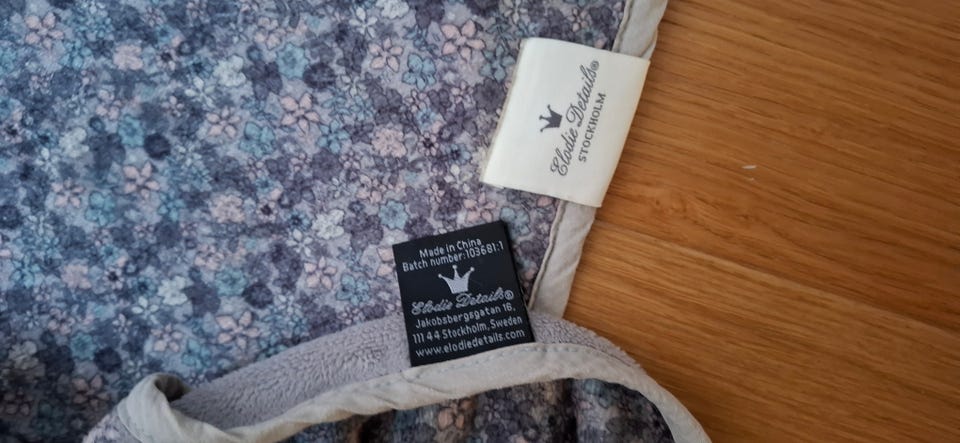 Elodie Details®
STOCKHOLM
Made in China
Batch number:103681:1
Elodie Details®
Jakobsbergsgatan 16,
111 44 Stockholm, Sweden
www.elodiedetails.com